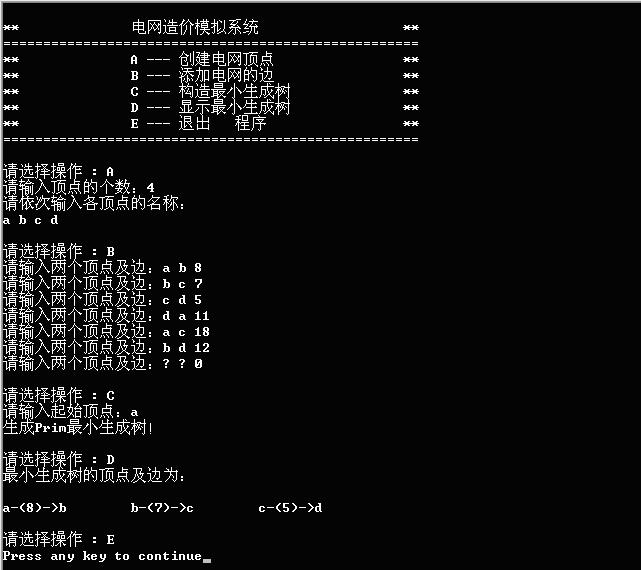 ** 电网造价模拟系统 **
====================================================
** A --- 创建电网顶点 **
** B --- 添加电网的边 **
** C --- 构造最小生成树 **
** D --- 显示最小生成树 **
** E --- 退出 程序 **
====================================================
请选择操作 : A
请输入顶点的个数: 4
请依次输入各顶点的名称:
a b c d
请选择操作 : B
请输入两个顶点及边: a b 8
请输入两个顶点及边: b c 7
请输入两个顶点及边: c d 5
请输入两个顶点及边: d a 11
请输入两个顶点及边: a c 18
请输入两个顶点及边: b d 12
请输入两个顶点及边: ? ? 0
请选择操作 : C
请输入起始顶点: a
生成Prim最小生成树!
请选择操作 : D
最小生成树的顶点及边为:
a-(8)->b b-(7)->c c-(5)->d
请选择操作 : E
Press any key to continue_